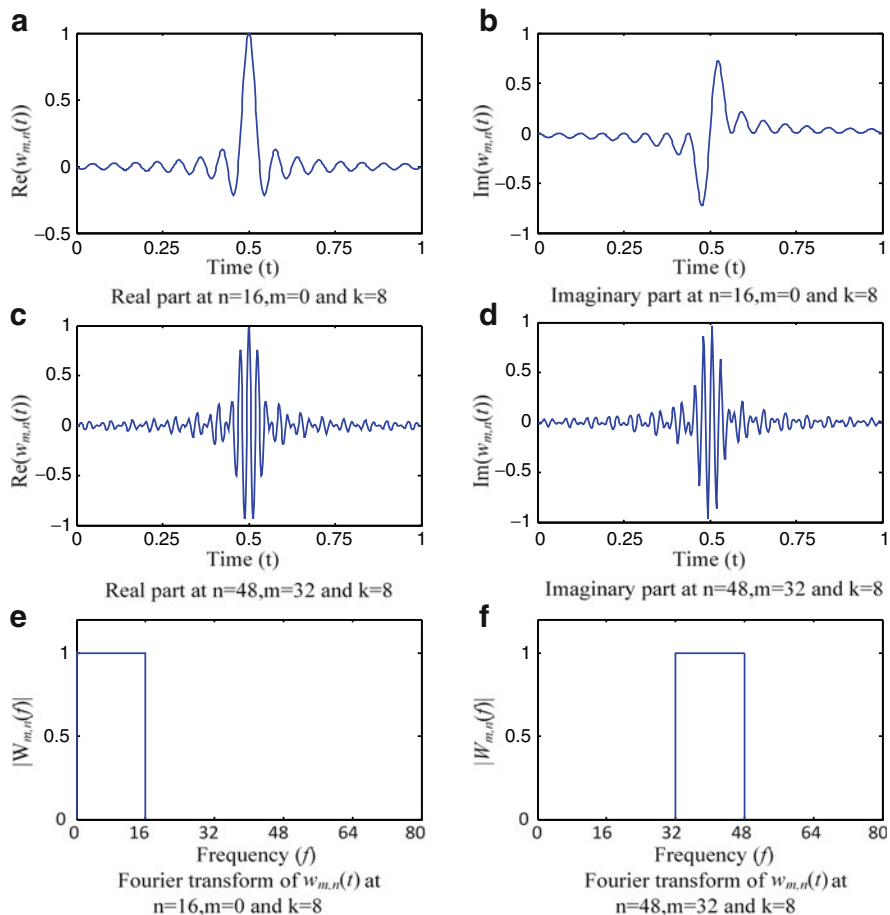 a
1
0.5
0
−0.5
Re(w_{m,n}(t))
0 0.25 0.5 0.75 1
Time (t)
Real part at n=16,m=0 and k=8
b
1
0.5
0
−0.5
−1
Im(w_{m,n}(t))
0 0.25 0.5 0.75 1
Time (t)
Imaginary part at n=16,m=0 and k=8
c
1
0.5
0
−0.5
−1
Re(w_{m,n}(t))
0 0.25 0.5 0.75 1
Time (t)
Real part at n=48,m=32 and k=8
d
1
0.5
0
−0.5
−1
Im(w_{m,n}(t))
0 0.25 0.5 0.75 1
Time (t)
Imaginary part at n=48,m=32 and k=8
e
1
0.5
0
|W_{m,n}(f)|
0 16 32 48 64 80
Frequency (f)
Fourier transform of w_{m,n}(t) at
n=16,m=0 and k=8
f
1
0.5
0
|W_{m,n}(f)|
0 16 32 48 64 80
Frequency (f)
Fourier transform of w_{m,n}(t) at
n=48,m=32 and k=8